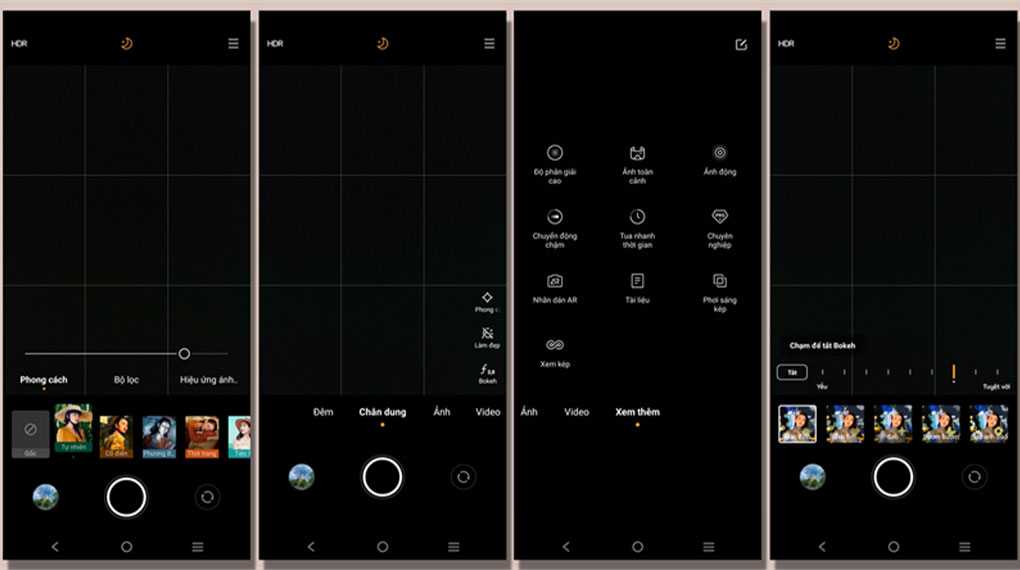 HDR
Phong cách
Bộ lọc
Hiệu ứng ánh..
Gốc
Tự nhiên
Cổ điển
Phương Đ..
Thời trang
HDR
Phong c
Làm đẹp
f 2,0
Bokeh
Đêm
Chân dung
Ảnh
Video
Độ phân giải
cao
Ảnh toàn
cảnh
Ảnh động
Chuyển động
chậm
Tua nhanh
thời gian
PRO
Chuyên
nghiệp
AR
Nhãn dán AR
Tài liệu
Phơi sáng
kép
Xem kép
Ảnh
Video
Xem thêm
HDR
Chạm để tắt Bokeh
Tắt
Yếu
Tuyệt vời